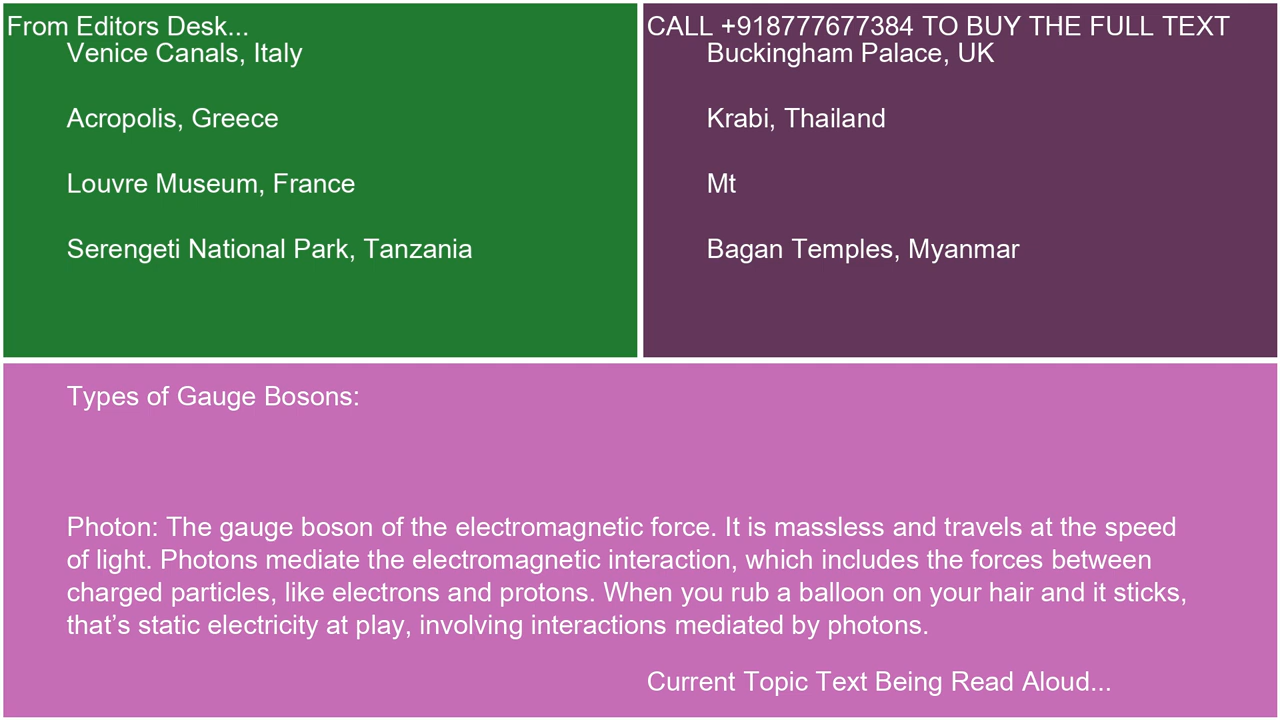 From Editors Desk...
Venice Canals, Italy
Acropolis, Greece
Louvre Museum, France
Serengeti National Park, Tanzania
CALL +918777677384 TO BUY THE FULL TEXT
Buckingham Palace, UK
Krabi, Thailand
Mt
Bagan Temples, Myanmar
Types of Gauge Bosons:
Photon: The gauge boson of the electromagnetic force. It is massless and travels at the speed
of light. Photons mediate the electromagnetic interaction, which includes the forces between
charged particles, like electrons and protons. When you rub a balloon on your hair and it sticks,
that’s static electricity at play, involving interactions mediated by photons.
Current Topic Text Being Read Aloud...